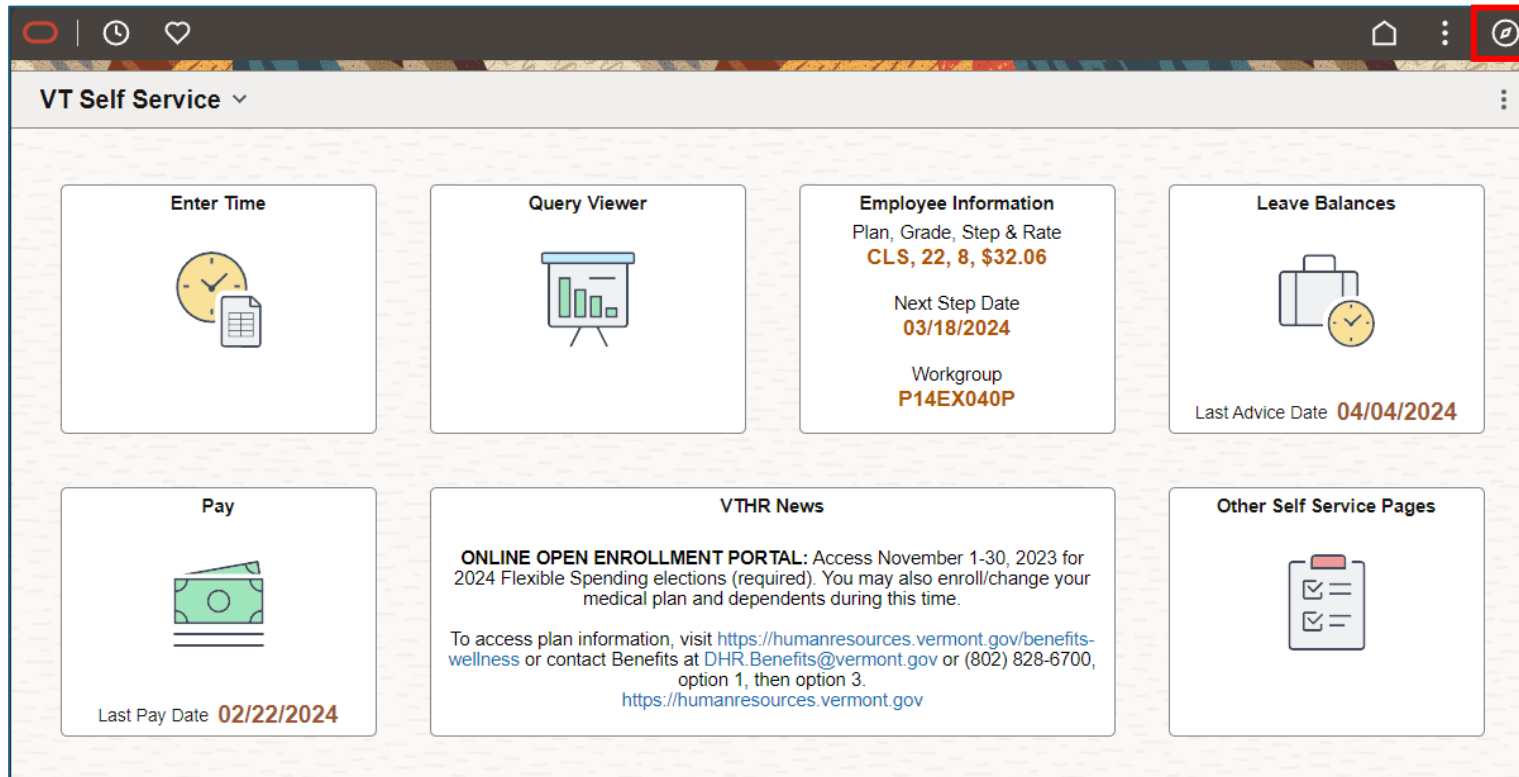 VT Self Service
Enter Time
Query Viewer
Employee Information
Plan, Grade, Step & Rate
CLS, 22, 8, $32.06
Next Step Date
03/18/2024
Workgroup
P14EX040P
Leave Balances
Last Advice Date 04/04/2024
Pay
Last Pay Date 02/22/2024
VTHR News
ONLINE OPEN ENROLLMENT PORTAL: Access November 1-30, 2023 for
2024 Flexible Spending elections (required). You may also enroll/change your
medical plan and dependents during this time.
To access plan information, visit https://humanresources.vermont.gov/benefits-
wellness or contact Benefits at DHR.Benefits@vermont.gov or (802) 828-6700,
option 1, then option 3.
https://humanresources.vermont.gov
Other Self Service Pages